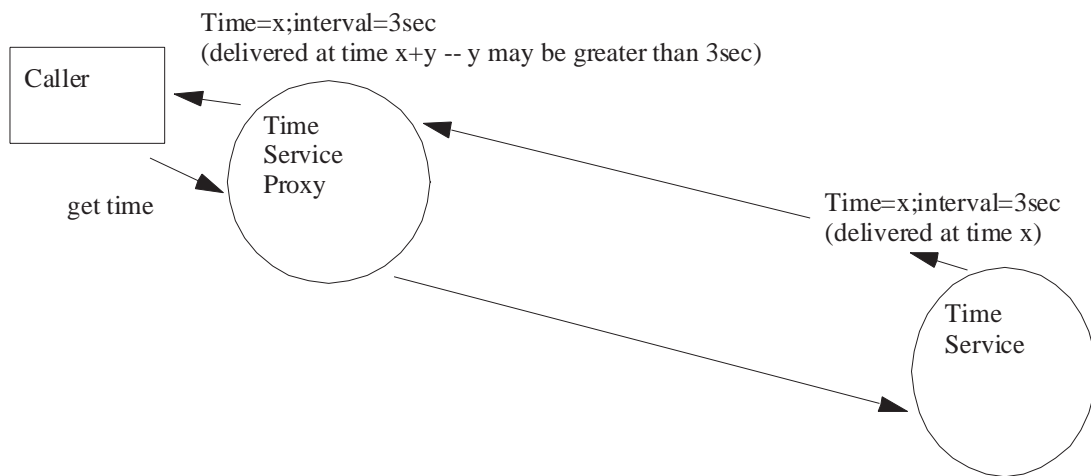 Time=x;interval=3sec
(delivered at time x+y -- y may be greater than 3sec)
Caller
Time
Service
Proxy
get time
Time=x;interval=3sec
(delivered at time x)
Time
Service